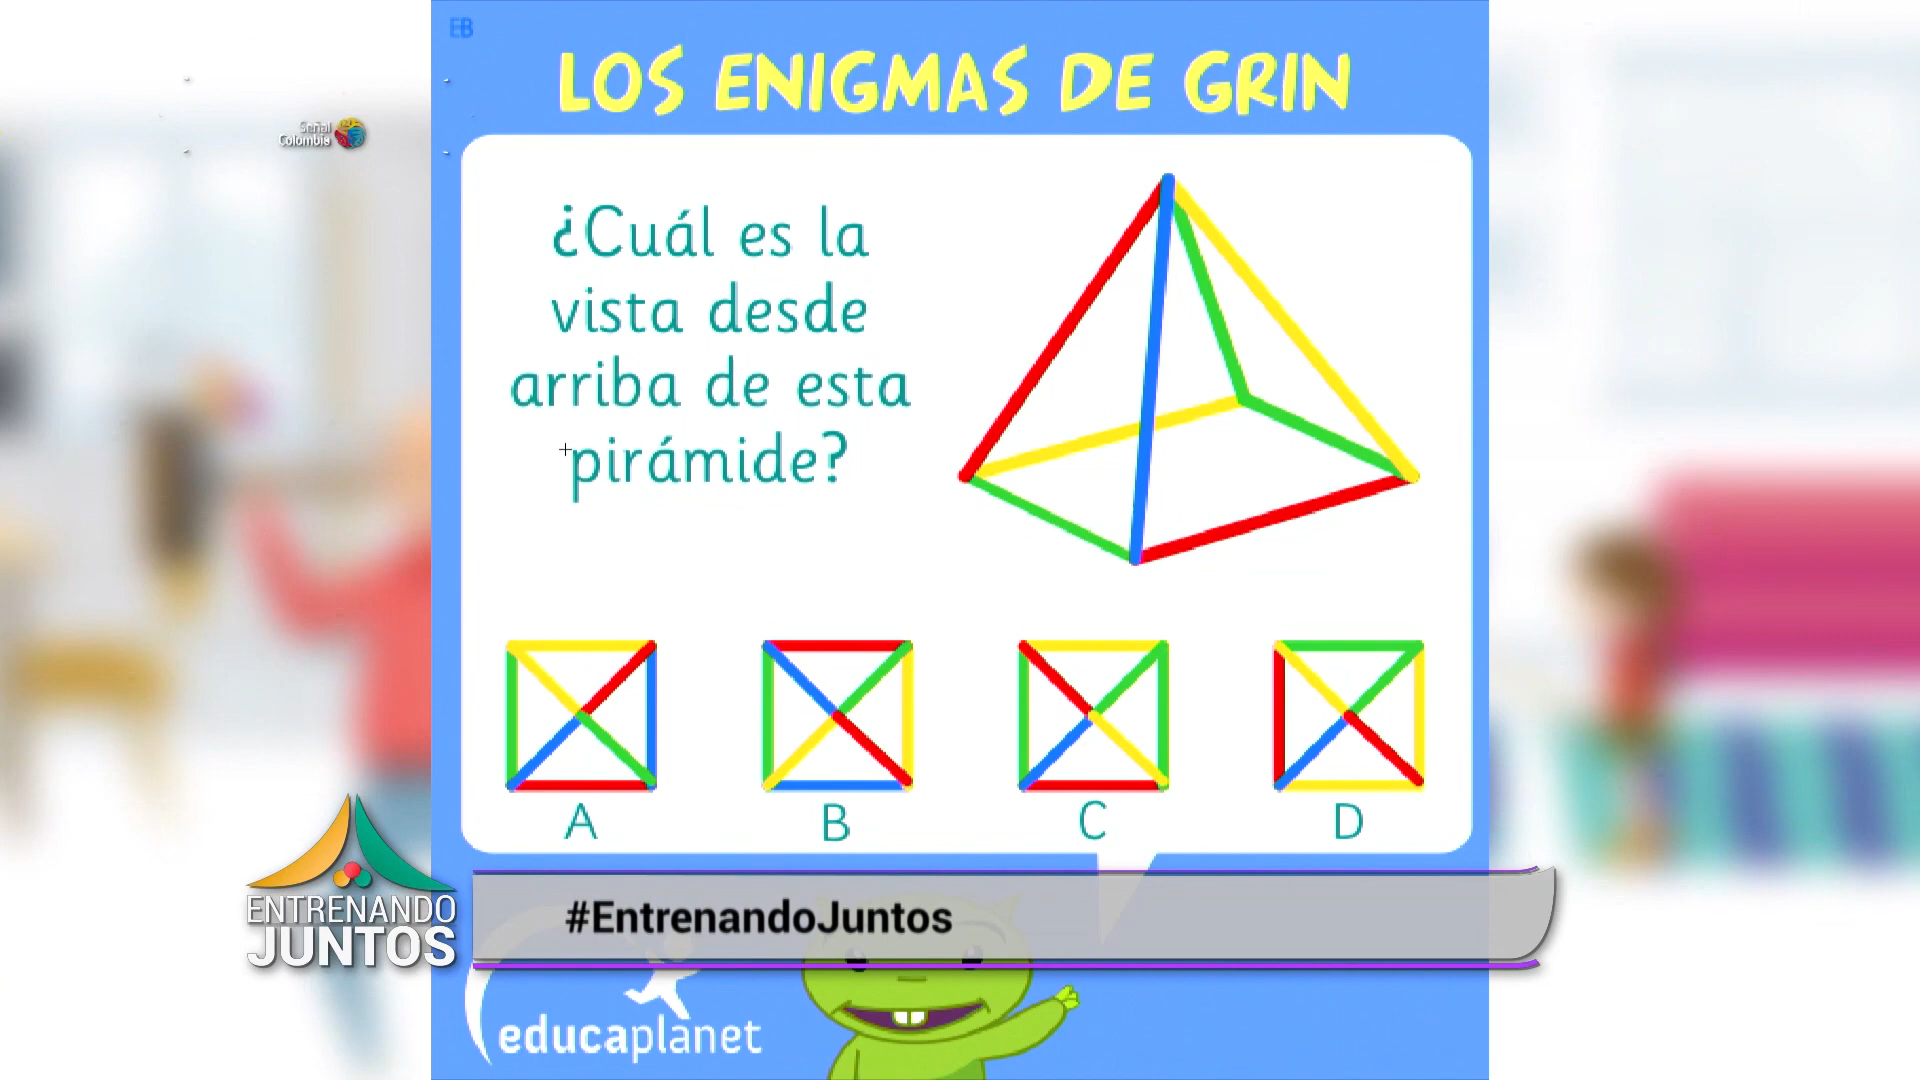 EB
LOS ENIGMAS DE GRIN
Señal
Colombia
¿Cuál es la
vista desde
arriba de esta
pirámide?
A B C D
ENTRENANDO
JUNTOS
#EntrenandoJuntos
educaplanet